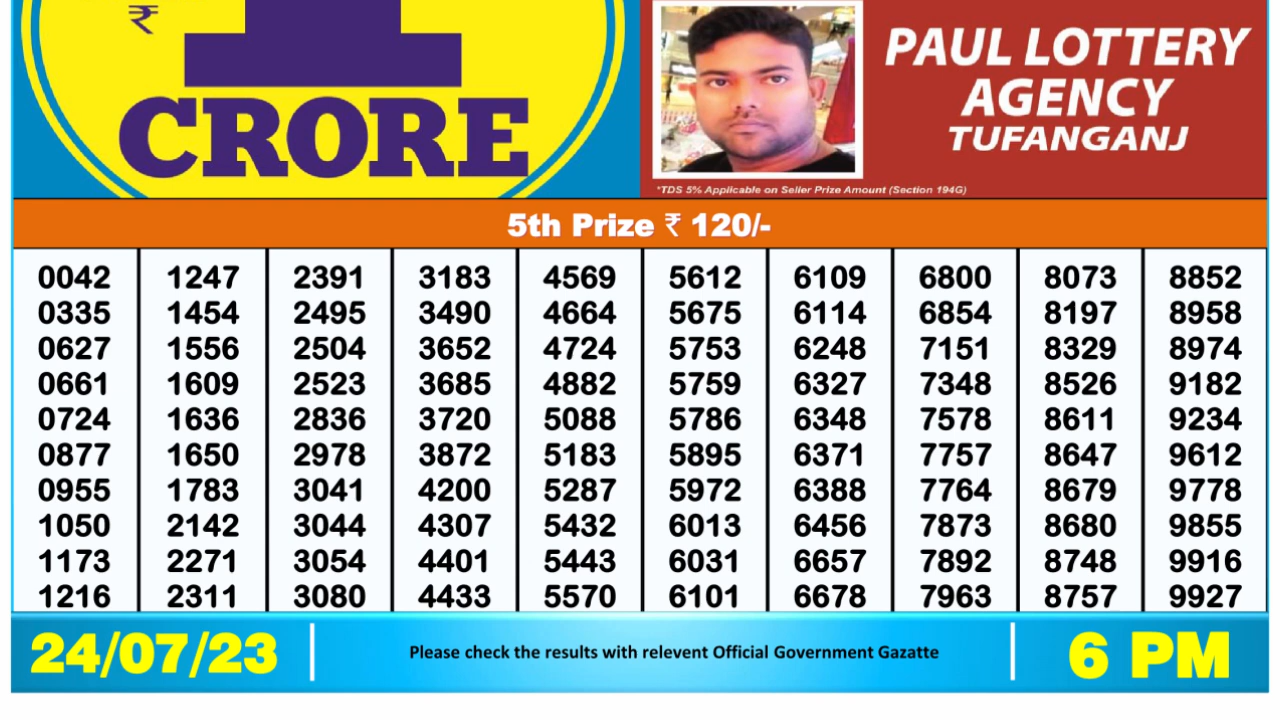 ₹
1
CRORE
PAUL LOTTERY
AGENCY
TUFANGANJ
*TDS 5% Applicable on Seller Prize Amount (Section 194G)
5th Prize ₹ 120/-
0042 1247 2391 3183 4569 5612 6109 6800 8073 8852
0335 1454 2495 3490 4664 5675 6114 6854 8197 8958
0627 1556 2504 3652 4724 5753 6248 7151 8329 8974
0661 1609 2523 3685 4882 5759 6327 7348 8526 9182
0724 1636 2836 3720 5088 5786 6348 7578 8611 9234
0877 1650 2978 3872 5183 5895 6371 7757 8647 9612
0955 1783 3041 4200 5287 5972 6388 7764 8679 9778
1050 2142 3044 4307 5432 6013 6456 7873 8680 9855
1173 2271 3054 4401 5443 6031 6657 7892 8748 9916
1216 2311 3080 4433 5570 6101 6678 7963 8757 9927
24/07/23 Please check the results with relevent Official Government Gazatte 6 PM